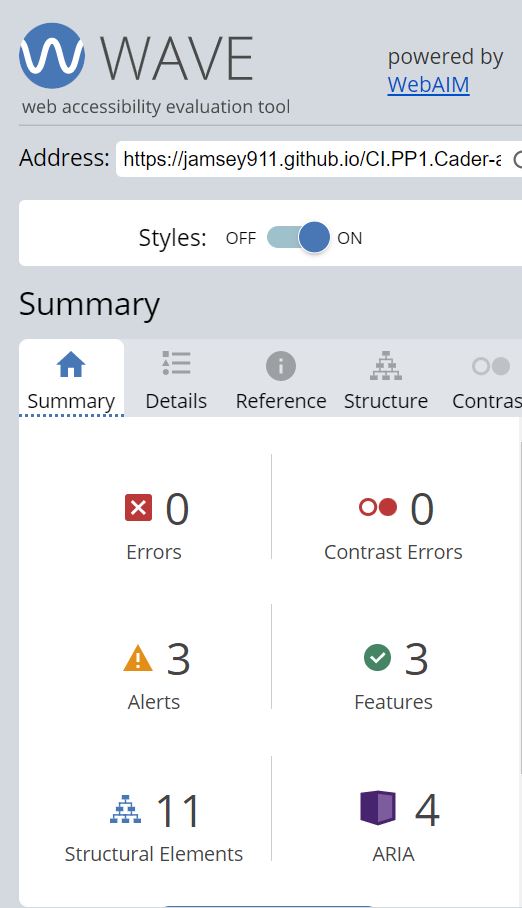 WAVE
powered by
WebAIM
web accessibility evaluation tool
Address: https://jamsey911.github.io/CI.PP1.Cader-a
Styles: OFF ON
Summary
Summary Details Reference Structure Contras
0 0
Errors Contrast Errors
3 3
Alerts Features
11 4
Structural Elements ARIA